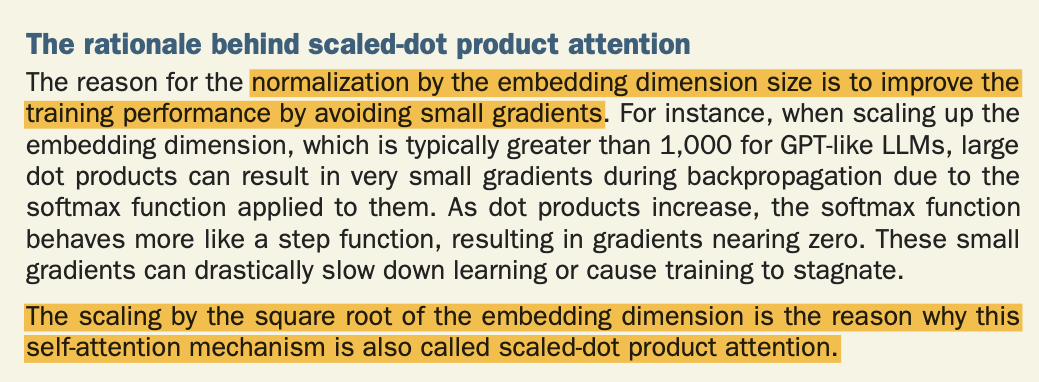 The rationale behind scaled-dot product attention
The reason for the normalization by the embedding dimension size is to improve the
training performance by avoiding small gradients. For instance, when scaling up the
embedding dimension, which is typically greater than 1,000 for GPT-like LLMs, large
dot products can result in very small gradients during backpropagation due to the
softmax function applied to them. As dot products increase, the softmax function
behaves more like a step function, resulting in gradients nearing zero. These small
gradients can drastically slow down learning or cause training to stagnate.
The scaling by the square root of the embedding dimension is the reason why this
self-attention mechanism is also called scaled-dot product attention.